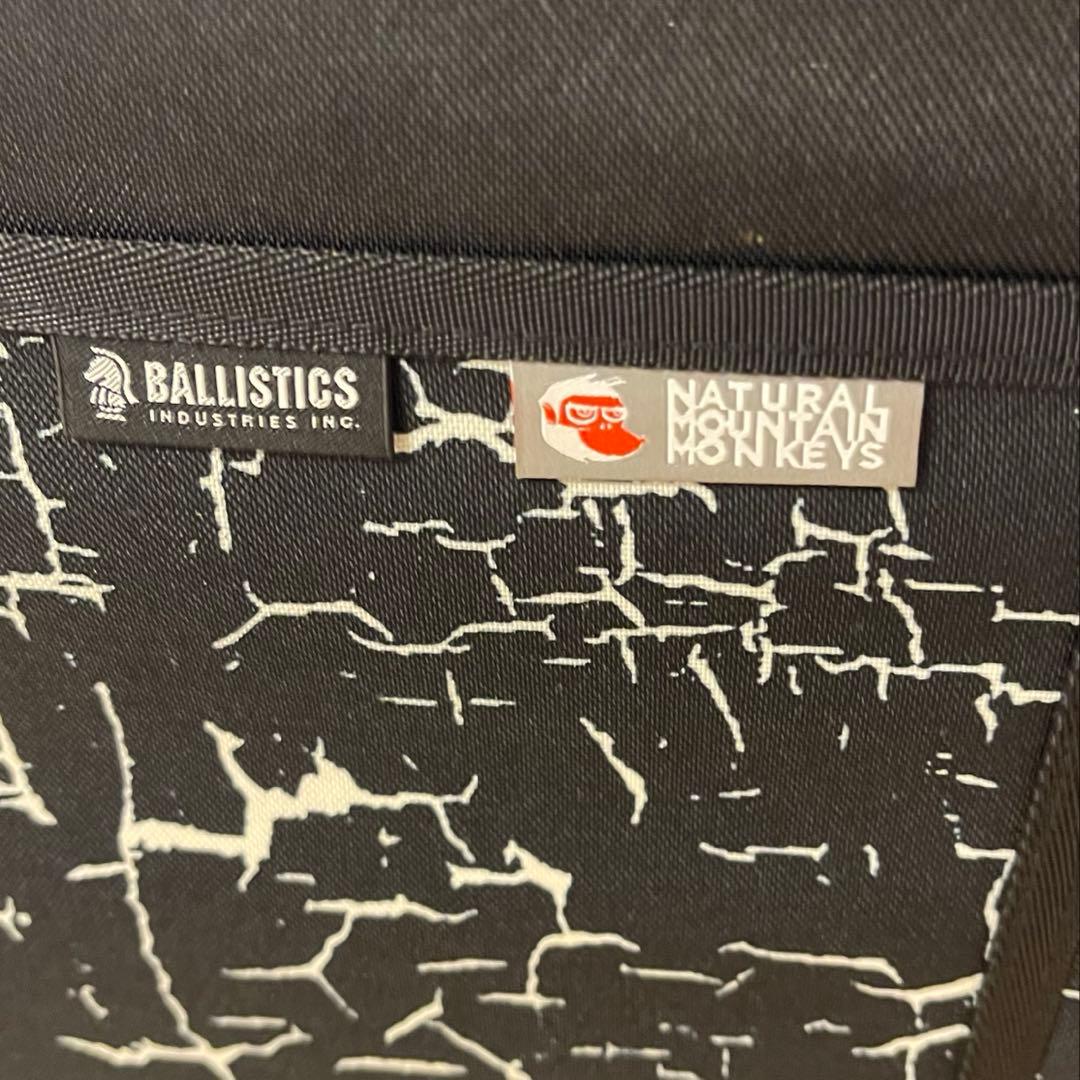 BALLISTICS
INDUSTRIES INC.
NATURAL
MOUNTAIN
MONKEYS